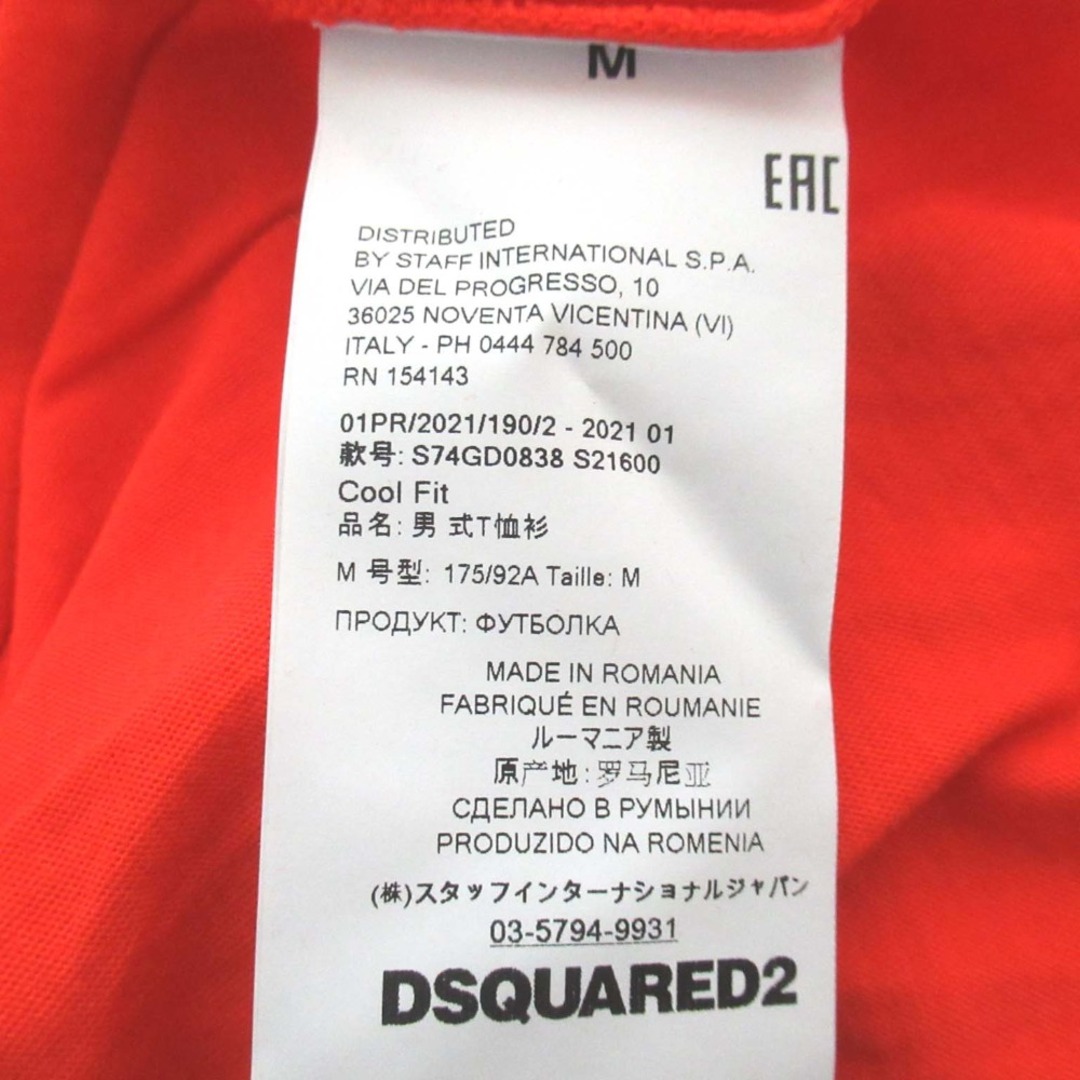 M
EAC
DISTRIBUTED
BY STAFF INTERNATIONAL S.P.A.
VIA DEL PROGRESSO, 10
36025 NOVENTA VICENTINA (VI)
ITALY - PH 0444 784 500
RN 154143
01PR/2021/190/2 - 2021 01
款号: S74GD0838 S21600
Cool Fit
品名: 男 式T恤衫
M 号型: 175/92A Taille: M
ПРОДУКТ: ФУТБОЛКА
MADE IN ROMANIA
FABRIQUÉ EN ROUMANIE
ルーマニア製
原产地: 罗马尼亚
СДЕЛАНО В РУМЫНИИ
PRODUZIDO NA ROMENIA
(株)スタッフインターナショナルジャパン
03-5794-9931
DSQUARED2